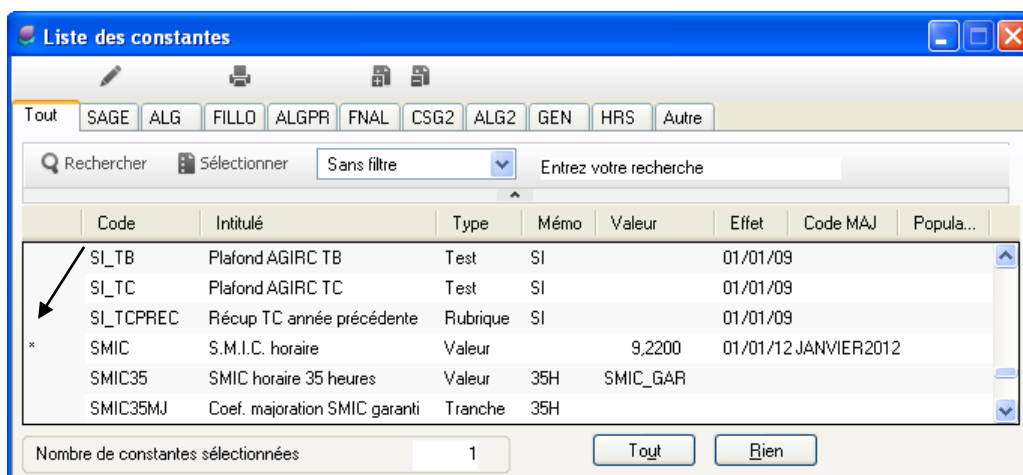 Liste des constantes
Tout SAGE ALG FILLO ALGPR FNAL CSG2 ALG2 GEN HRS Autre
Rechercher Sélectionner Sans filtre Entrez votre recherche
Code Intitulé Type Mémo Valeur Effet Code MAJ Popula...
SI_TB Plafond AGIRC TB Test SI 01/01/09
SI_TC Plafond AGIRC TC Test SI 01/01/09
SI_TCPREC Récup TC année précédente Rubrique SI 01/01/09
* SMIC S.M.I.C. horaire Valeur 9,2200 01/01/12 JANVIER2012
SMIC35 SMIC horaire 35 heures Valeur 35H SMIC_GAR
SMIC35MJ Coef. majoration SMIC garanti Tranche 35H
Nombre de constantes sélectionnées 1 Tout Rien